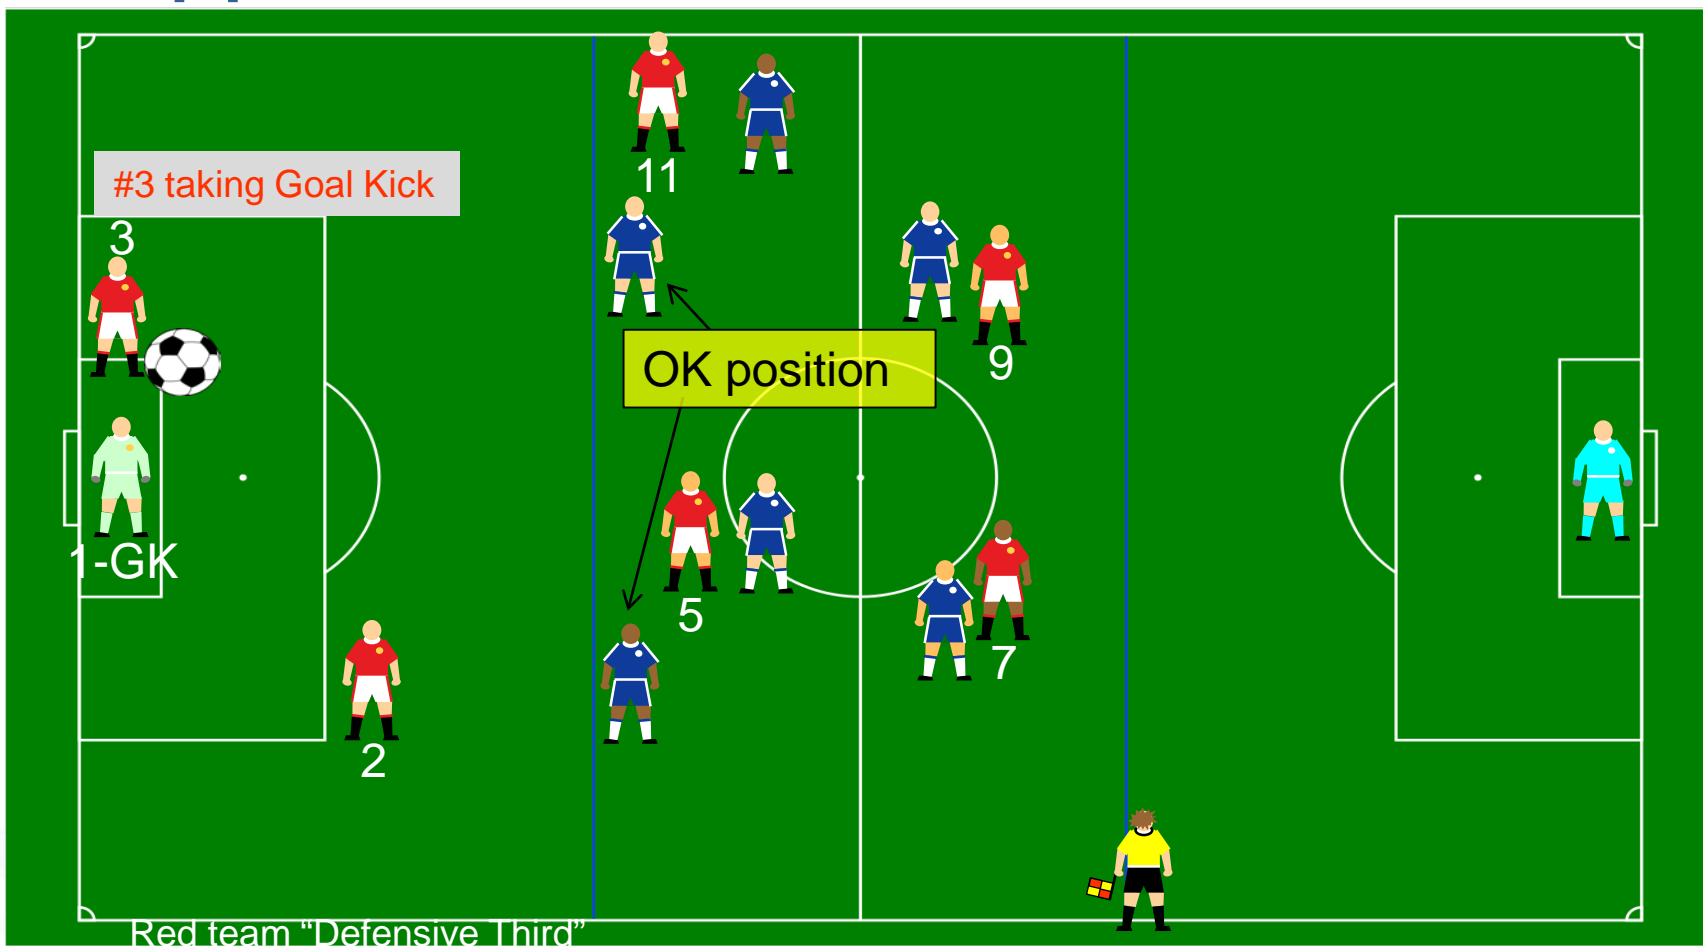 11
#3 taking Goal Kick
3
OK position
9
1-GK
5
7
2
Red team “Defensive Third”